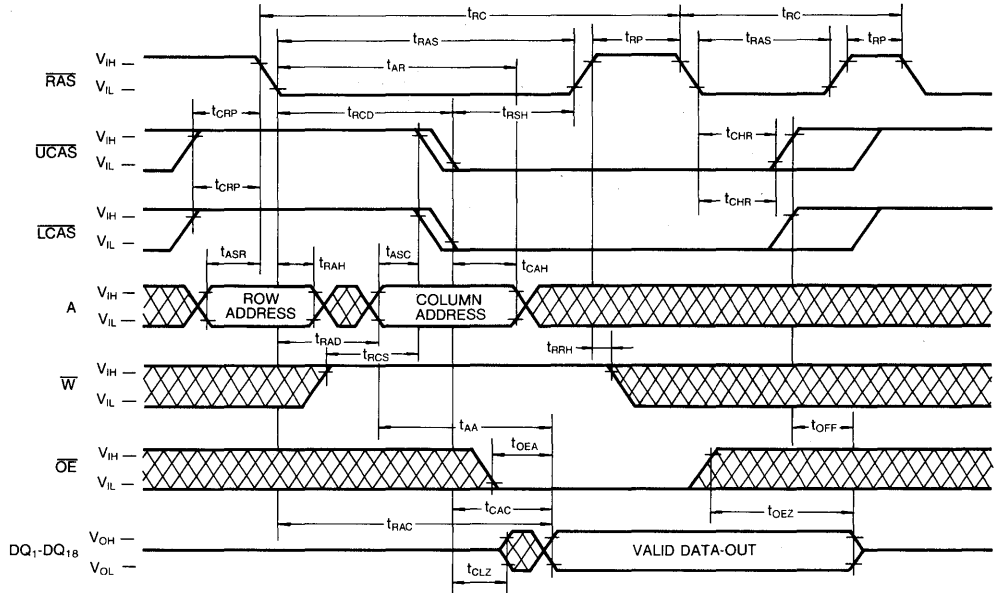 tRC tRC
tRAS tRP tRAS tRP
tAR
RAS VIH
VIL
tCRP tRCD tRSH
UCAS VIH
VIL
tCHR
tCRP
tCHR
LCAS VIH
VIL
tASR tRAH tASC tCAH
A VIH
VIL
ROW ADDRESS
COLUMN ADDRESS
tRAD tRCS tRRH
W VIH
VIL
tAA tOFF
tOEA
OE VIH
VIL
tCAC tOEZ
tRAC
DQ1-DQ18 VOH
VOL
VALID DATA-OUT
tCLZ